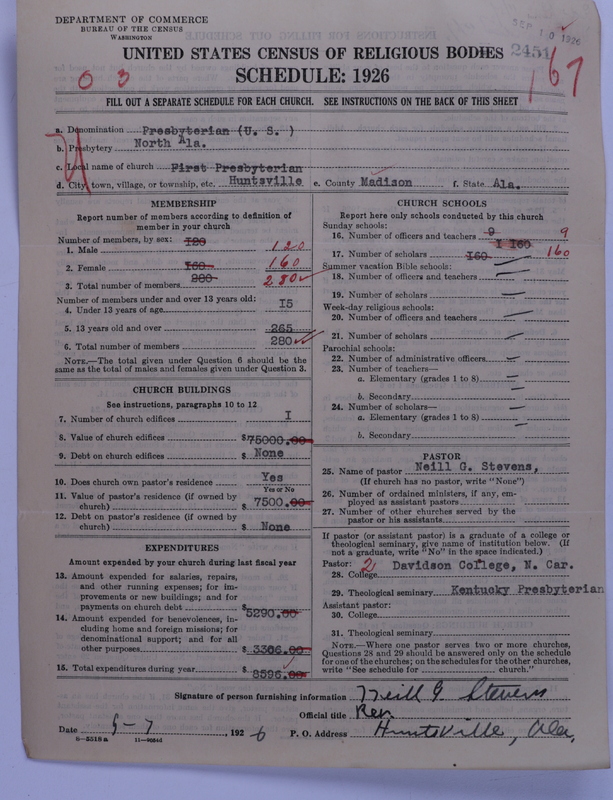 DEPARTMENT OF COMMERCE
BUREAU OF THE CENSUS
WASHINGTON
SEP 10 1926
UNITED STATES CENSUS OF RELIGIOUS BODIES 2451
SCHEDULE: 1926
0 3
167
FILL OUT A SEPARATE SCHEDULE FOR EACH CHURCH. SEE INSTRUCTIONS ON THE BACK OF THIS SHEET
a. Denomination Presbyterian (U. S. )
b. Presbytery North Ala.
c. Local name of church First Presbyterian
d. City, town, village, or township, etc. Huntsville e. County Madison f. State Ala.
MEMBERSHIP
Report number of members according to definition of member in your church
Number of members, by sex:
1. Male 120 120
2. Female 160 160
3. Total number of members 280 280
Number of members under and over 13 years old:
4. Under 13 years of age 15
5. 13 years old and over 265
6. Total number of members 280
NOTE.—The total given under Question 6 should be the
same as the total of males and females given under Question 3.
CHURCH BUILDINGS
See instructions, paragraphs 10 to 12
7. Number of church edifices I
8. Value of church edifices $75000.00
9. Debt on church edifices $ None
10. Does church own pastor's residence Yes
Yes or No
11. Value of pastor's residence (if owned by
church) $ 7500.00
12. Debt on pastor's residence (if owned by
church) $ None
EXPENDITURES
Amount expended by your church during last fiscal year
13. Amount expended for salaries, repairs,
and other running expenses; for im-
provements or new buildings; and for
payments on church debt $5290.00
14. Amount expended for benevolences, in-
cluding home and foreign missions; for
denominational support; and for all
other purposes $ 3306.00
15. Total expenditures during year $ 8596.00
CHURCH SCHOOLS
Report here only schools conducted by this church
Sunday schools:
16. Number of officers and teachers 9 9
17. Number of scholars 160 I 160 160
Summer vacation Bible schools:
18. Number of officers and teachers —
19. Number of scholars —
Week-day religious schools:
20. Number of officers and teachers —
21. Number of scholars —
Parochial schools:
22. Number of administrative officers —
23. Number of teachers—
a. Elementary (grades 1 to 8) —
b. Secondary —
24. Number of scholars—
a. Elementary (grades 1 to 8) —
b. Secondary —
PASTOR
25. Name of pastor Neill G. Stevens,
(If church has no pastor, write "None")
26. Number of ordained ministers, if any, em-
ployed as assistant pastors
27. Number of other churches served by the
pastor or his assistants
If pastor (or assistant pastor) is a graduate of a college or
theological seminary, give name of institution below. (If
not a graduate, write "No" in the space indicated.)
Pastor: 2
28. College Davidson College, N. Car.
29. Theological seminary Kentucky Presbyterian
Assistant pastor:
30. College
31. Theological seminary
NOTE.—Where one pastor serves two or more churches,
Questions 28 and 29 should be answered only on the schedule
for one of the churches; on the schedules for the other churches,
write "See schedule for church."
Signature of person furnishing information Neill G Stevens
Official title Rev
Date 9-7, 1926 P. O. Address Huntsville, Ala,
8-5518 a